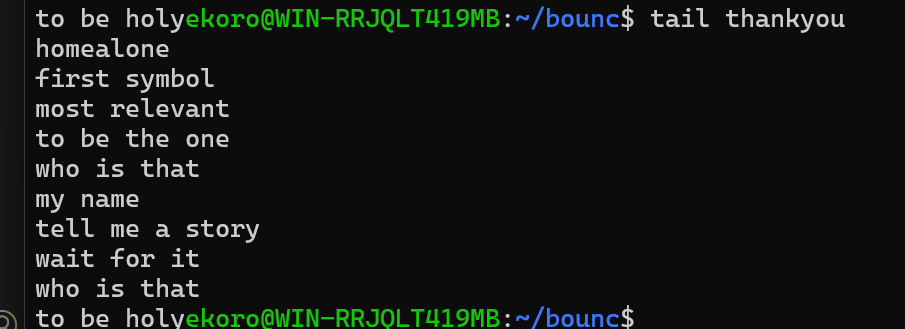 to be holyekoro@WIN-RRJQLT419MB:~/bounc$ tail thankyou
homealone
first symbol
most relevant
to be the one
who is that
my name
tell me a story
wait for it
who is that
to be holyekoro@WIN-RRJQLT419MB:~/bounc$